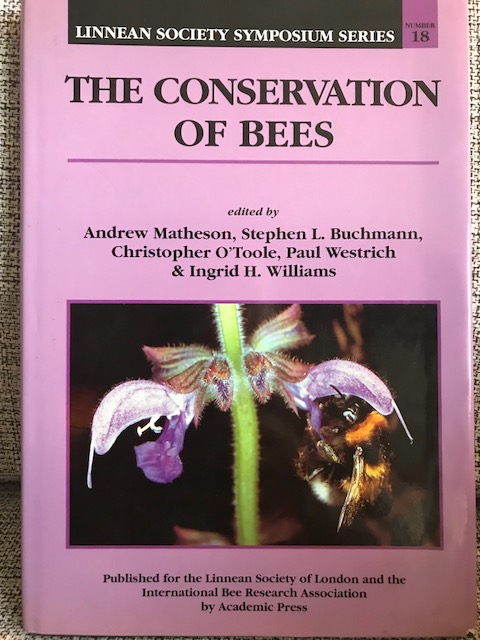 LINNEAN SOCIETY SYMPOSIUM SERIES
NUMBER
18
THE CONSERVATION
OF BEES
edited by
Andrew Matheson, Stephen L. Buchmann,
Christopher O'Toole, Paul Westrich
& Ingrid H. Williams
Published for the Linnean Society of London and the
International Bee Research Association
by Academic Press